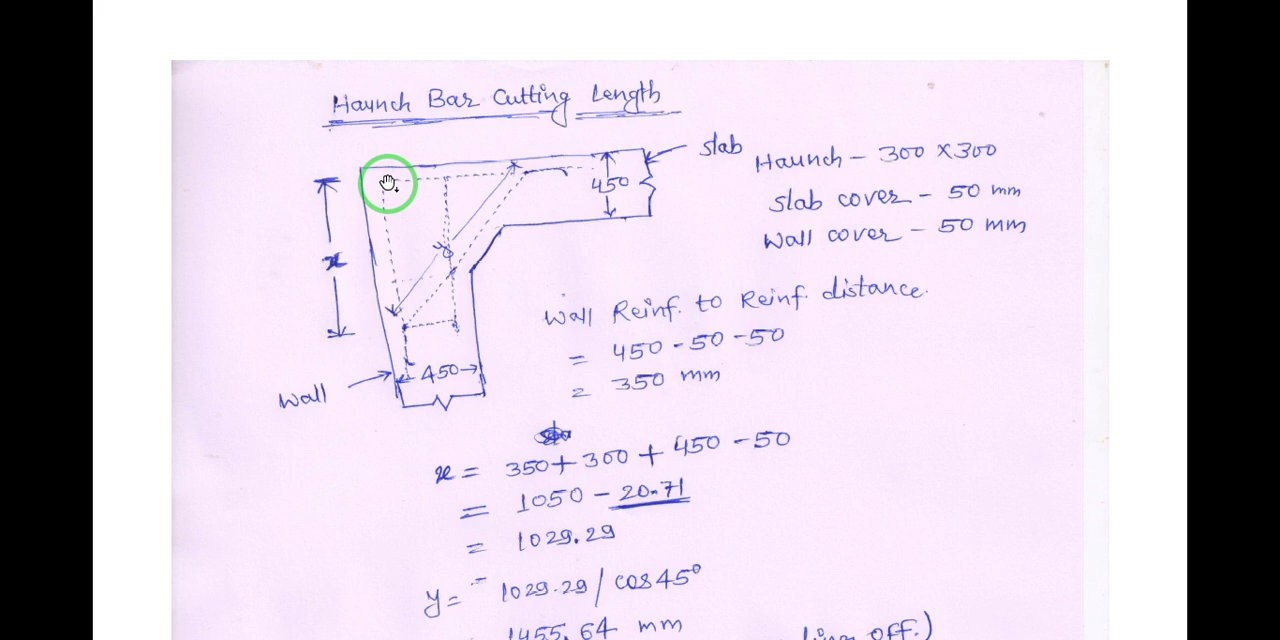 Haunch Bar Cutting Length
slab
450
Haunch - 300 X300
Slab cover - 50 mm
Wall cover - 50 mm
x
y
Wall Reinf. to Reinf. distance.
= 450 - 50 - 50
= 350 mm
450
Wall
x = 350 + 300 + 450 - 50
= 1050 - 20.71
= 1029.29
y = 1029.29 / cos 45°
1455.64 mm
off.)